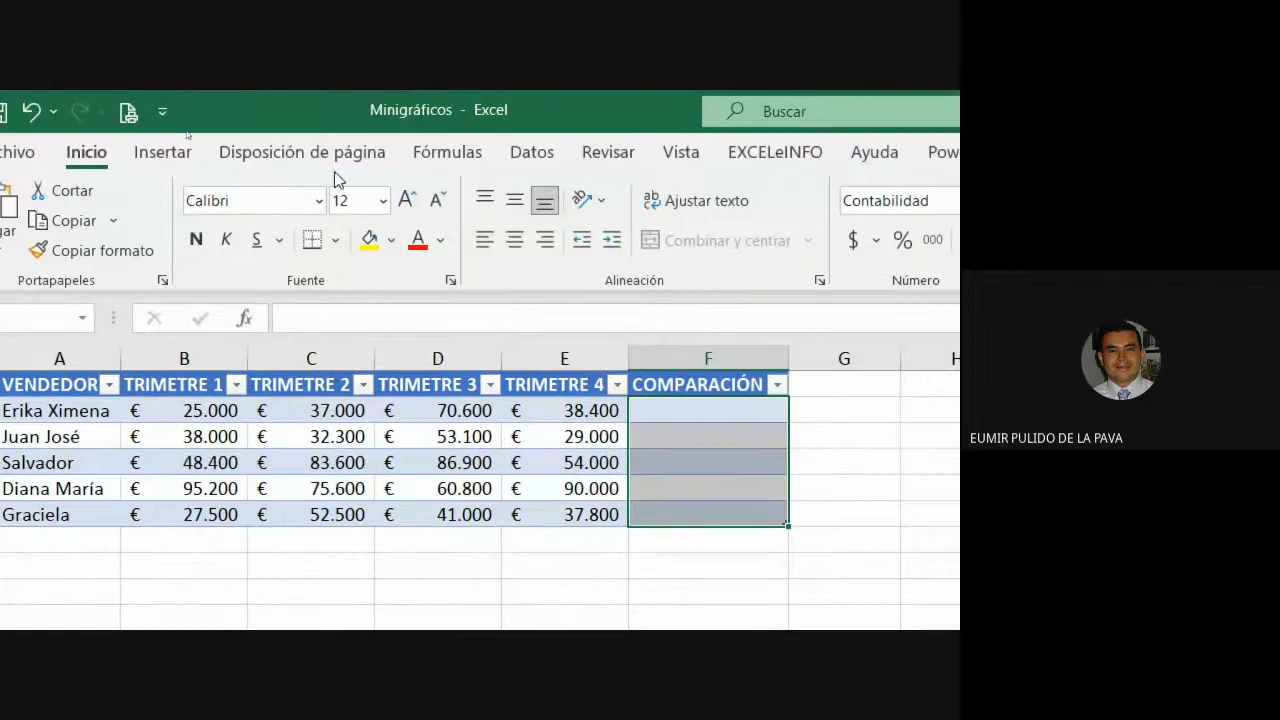 Minigráficos - Excel
Buscar
chivo Inicio Insertar Disposición de página Fórmulas Datos Revisar Vista EXCELeINFO Ayuda Pow
Cortar
Calibri 12
Ajustar texto
Contabilidad
gar
Copiar
N K S
Combinar y centrar
$ % 000
Copiar formato
Portapapeles Fuente Alineación Número
fx
A B C D E F G H
VENDEDOR TRIMETRE 1 TRIMETRE 2 TRIMETRE 3 TRIMETRE 4 COMPARACIÓN
Erika Ximena € 25.000 € 37.000 € 70.600 € 38.400
Juan José € 38.000 € 32.300 € 53.100 € 29.000
Salvador € 48.400 € 83.600 € 86.900 € 54.000
Diana María € 95.200 € 75.600 € 60.800 € 90.000
Graciela € 27.500 € 52.500 € 41.000 € 37.800
EUMIR PULIDO DE LA PAVA